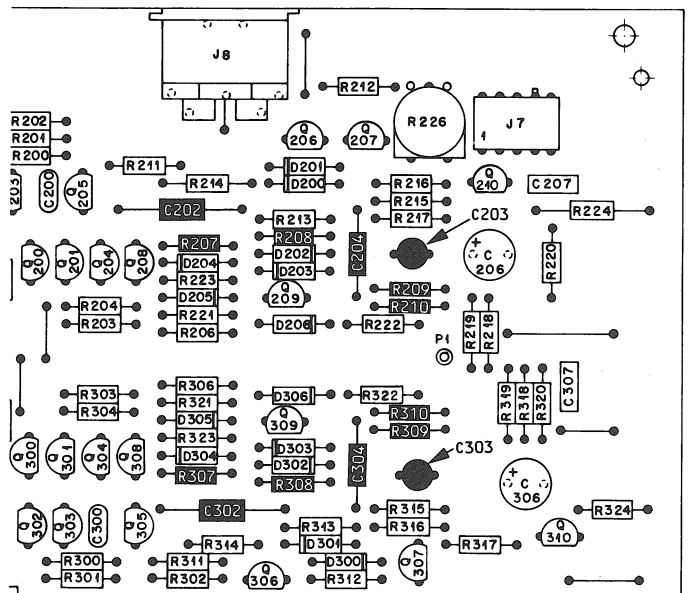 J8
R212
R226
J7
1
R202
R201
R200
Q 206
Q 207
R211
D201
D200
Q 210
C207
203
C200
Q 205
R214
R216
R215
R217
C203
R224
C202
R213
C204
R207
R208
Q 200
Q 201
Q 204
Q 208
D204
D202
+
C 206
R220
R223
D203
D205
Q 209
R209
R210
R204
R203
R221
R206
D206
R222
R219
R218
P1
R303
R304
R306
R321
D305
R323
D304
R307
D306
Q 309
R322
R310
R309
R319
R318
R320
C307
Q 300
Q 301
Q 304
Q 308
D303
D302
R308
C304
C303
+
C 306
C302
Q 302
Q 303
C300
Q 305
R313
R315
R316
R324
R314
D301
Q 307
R317
Q 310
R300
R301
R311
R302
Q 306
D300
R312